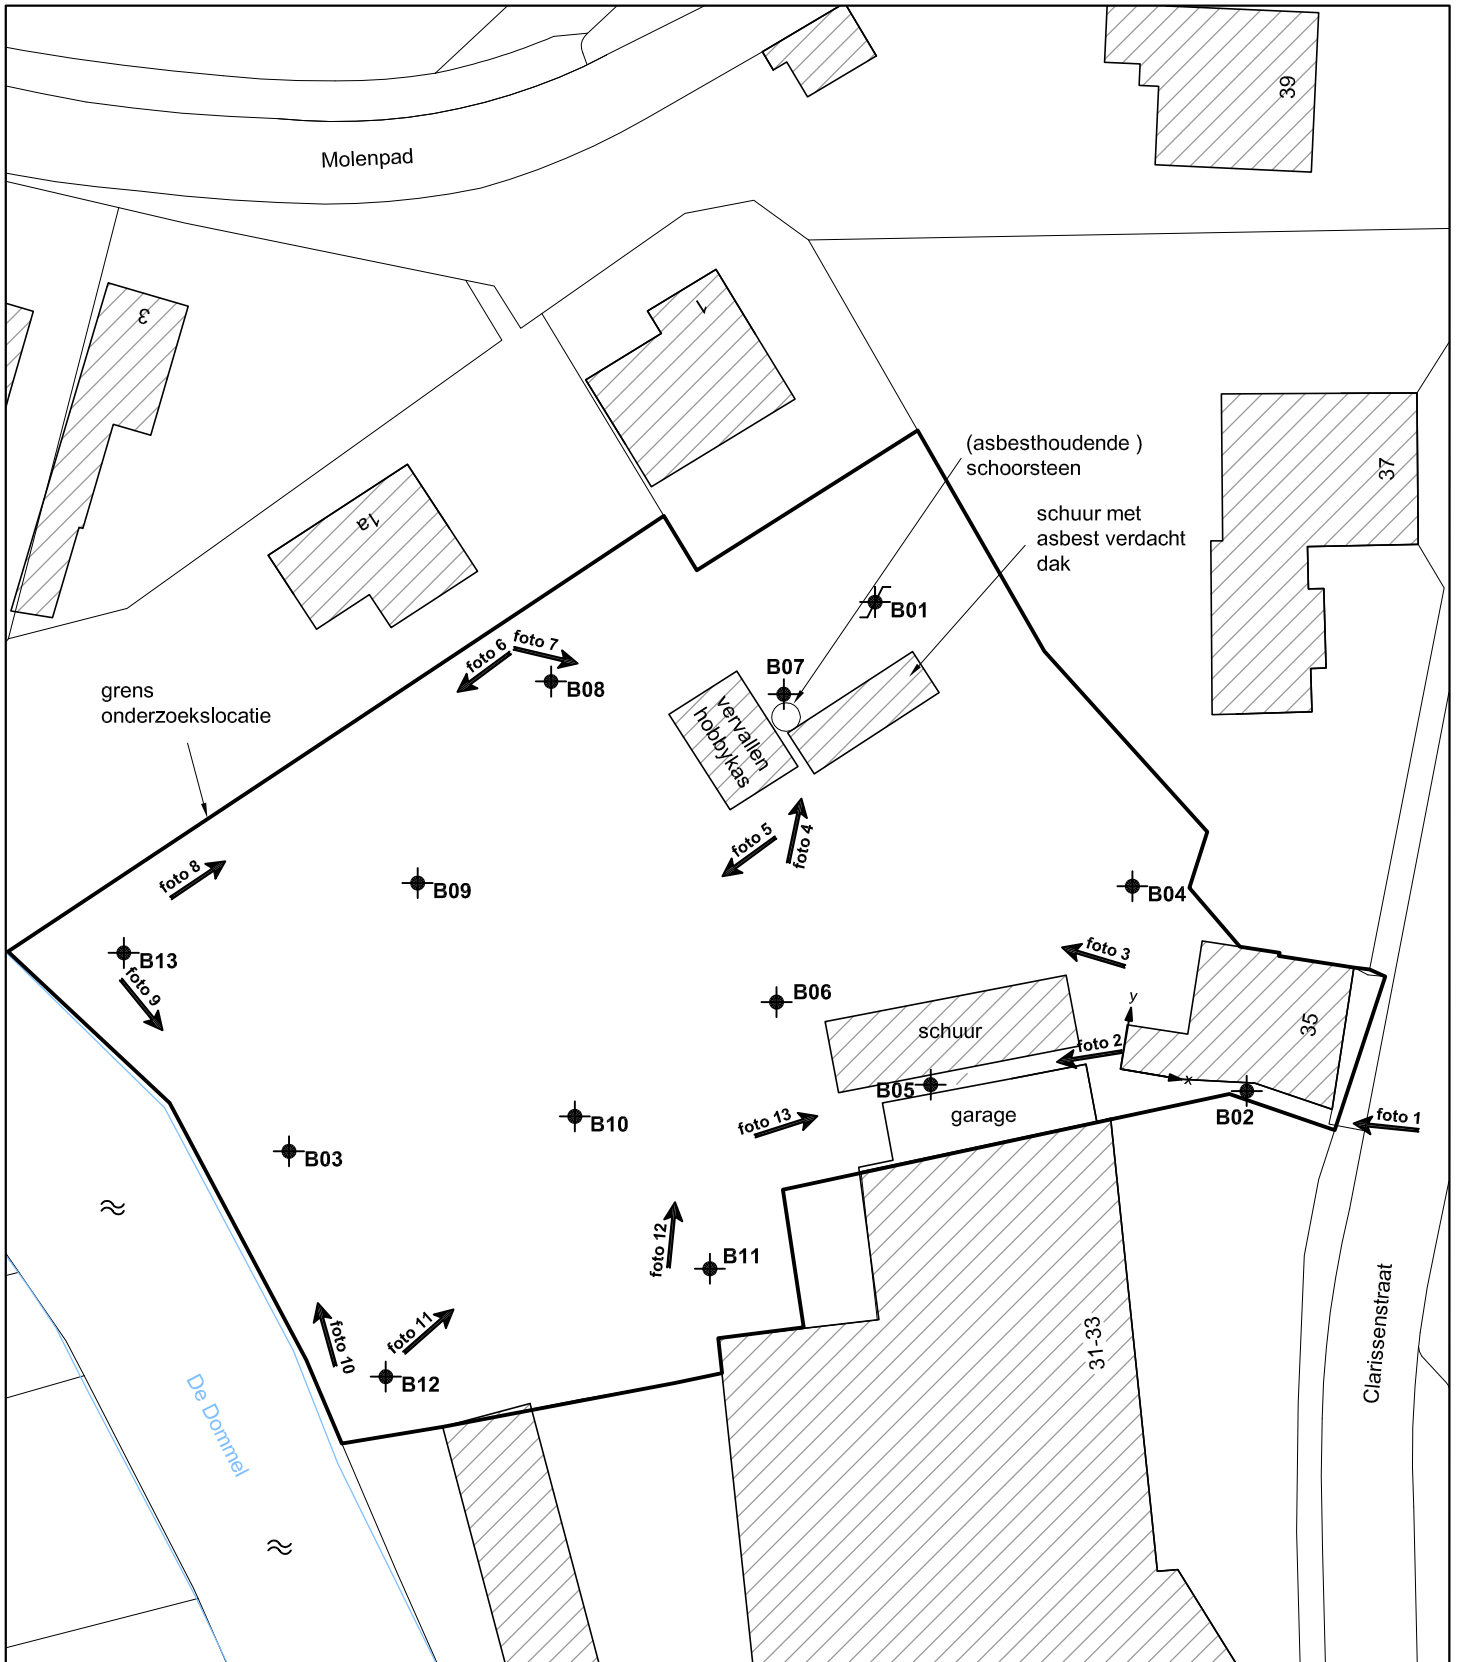 39
Molenpad
3
1
(asbesthoudende )
schoorsteen
37
1a
schuur met
asbest verdacht
dak
B01
foto 6
foto 7
B08
B07
grens
onderzoekslocatie
vervallen
hobbykas
foto 5
foto 4
foto 8
B09
B04
B13
foto 9
foto 3
B06
y
35
schuur
foto 2
x
B05
B02
garage
foto 1
foto 13
B10
B03
foto 12
B11
foto 10
foto 11
B12
31-33
Clarissenstraat
De Dommel